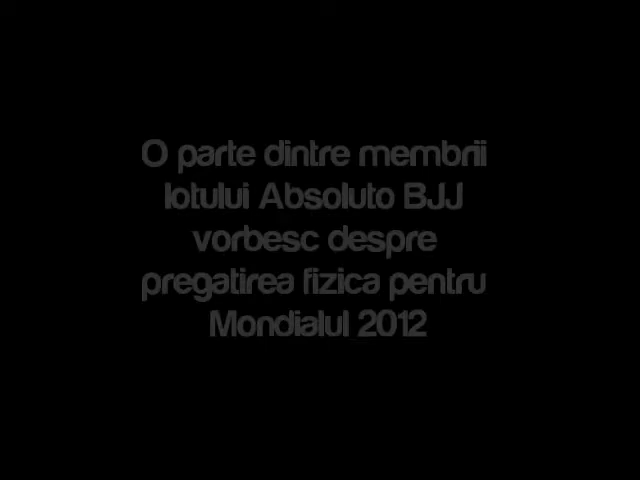 O parte dintre membrii
lotului Absoluto BJJ
vorbesc despre
pregatirea fizica pentru
Mondialul 2012